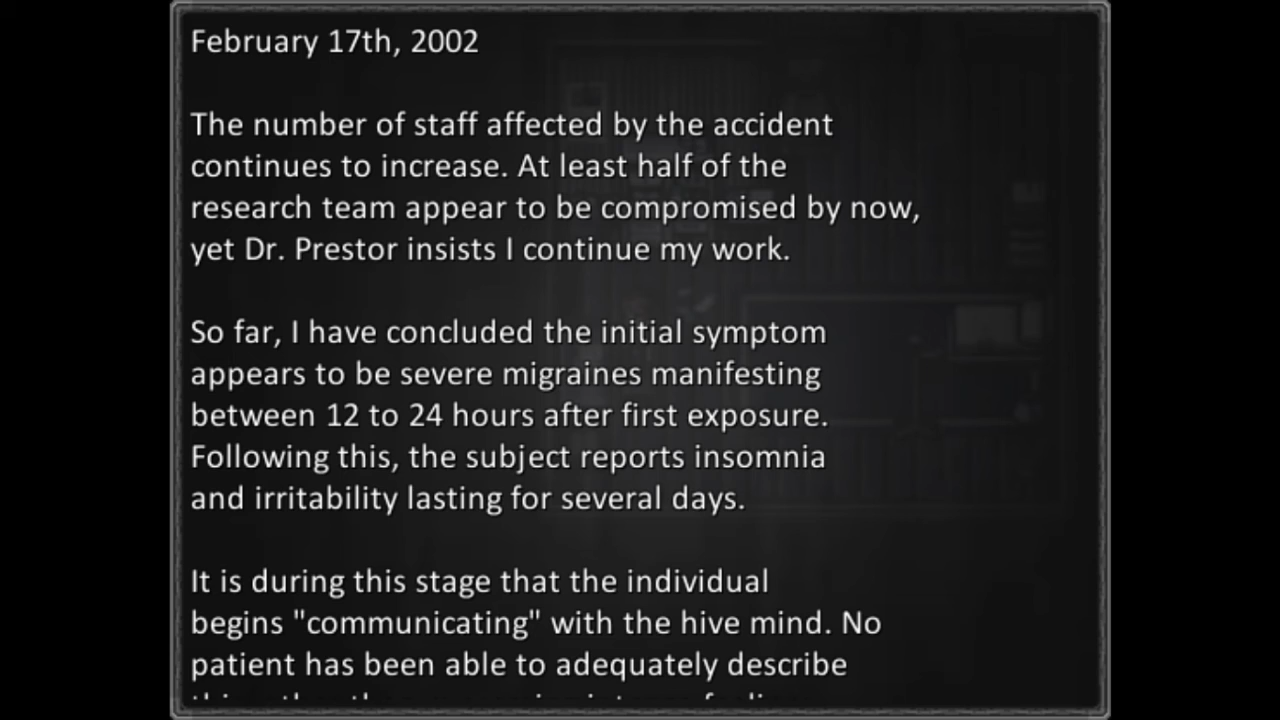 February 17th, 2002
The number of staff affected by the accident
continues to increase. At least half of the
research team appear to be compromised by now,
yet Dr. Prestor insists I continue my work.
So far, I have concluded the initial symptom
appears to be severe migraines manifesting
between 12 to 24 hours after first exposure.
Following this, the subject reports insomnia
and irritability lasting for several days.
It is during this stage that the individual
begins "communicating" with the hive mind. No
patient has been able to adequately describe